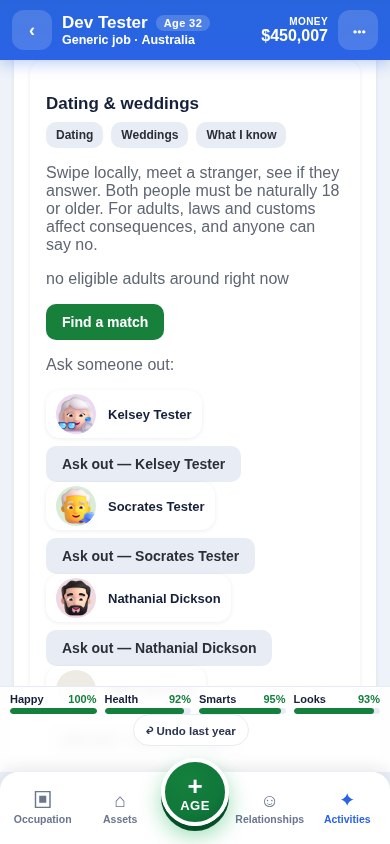 ‹
Dev Tester Age 32
Generic job · Australia
MONEY
$450,007
•••
Dating & weddings
Dating
Weddings
What I know
Swipe locally, meet a stranger, see if they
answer. Both people must be naturally 18
or older. For adults, laws and customs
affect consequences, and anyone can
say no.
no eligible adults around right now
Find a match
Ask someone out:
Kelsey Tester
Ask out — Kelsey Tester
Socrates Tester
Ask out — Socrates Tester
Nathanial Dickson
Ask out — Nathanial Dickson
Happy 100%
Health 92%
Smarts 95%
Looks 93%
Undo last year
+
AGE
Occupation
Assets
Relationships
Activities